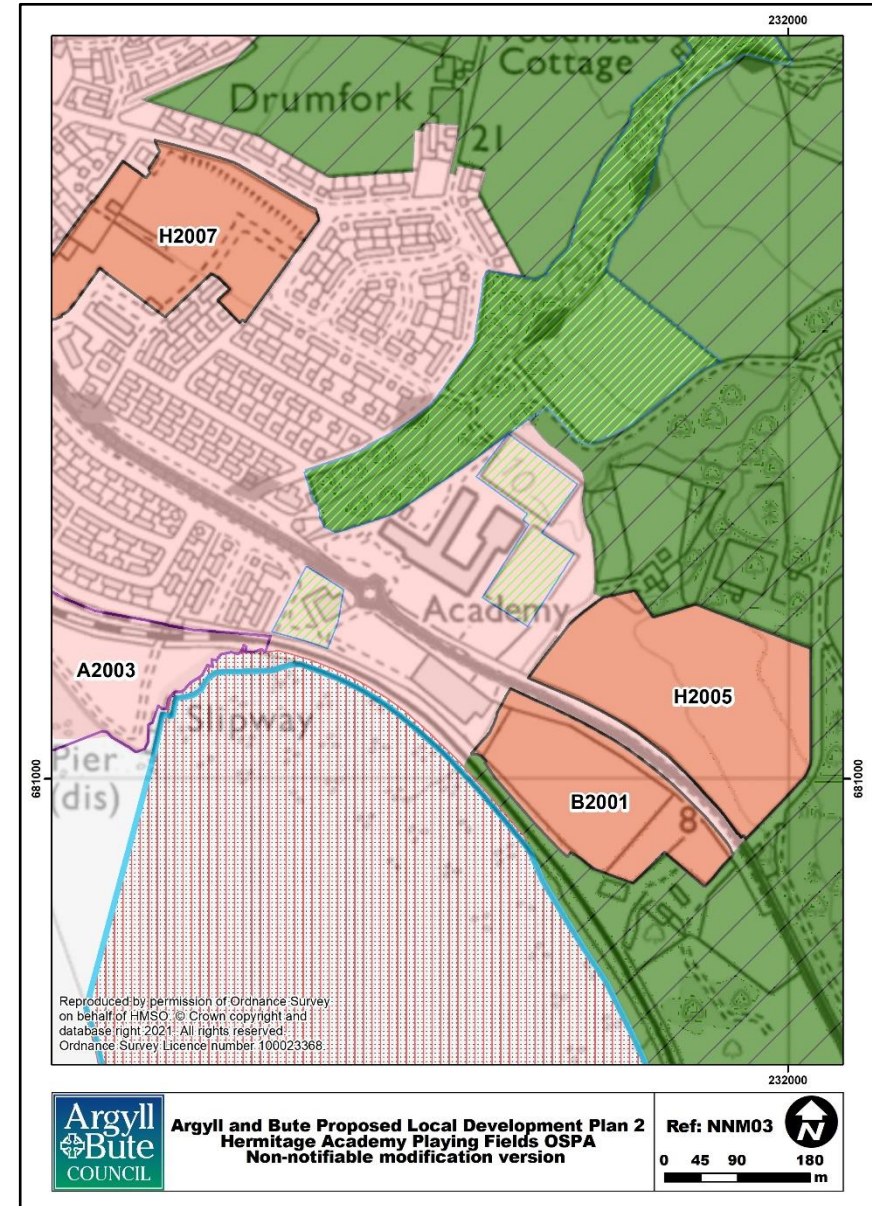 232000
Cottage
Drumfork
21
H2007
Academy
A2003
H2005
Slipway
Pier
(dis)
681000
681000
B2001
8
Reproduced by permission of Ordnance Survey
on behalf of HMSO. © Crown copyright and
database right 2021. All rights reserved.
Ordnance Survey Licence number 100023368.
232000
Argyll
&Bute
COUNCIL
Argyll and Bute Proposed Local Development Plan 2
Hermitage Academy Playing Fields OSPA
Non-notifiable modification version
Ref: NNM03
N
0 45 90 180
m